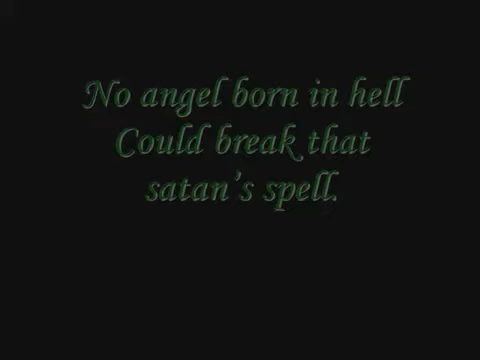 No angel born in hell
Could break that
satan's spell.